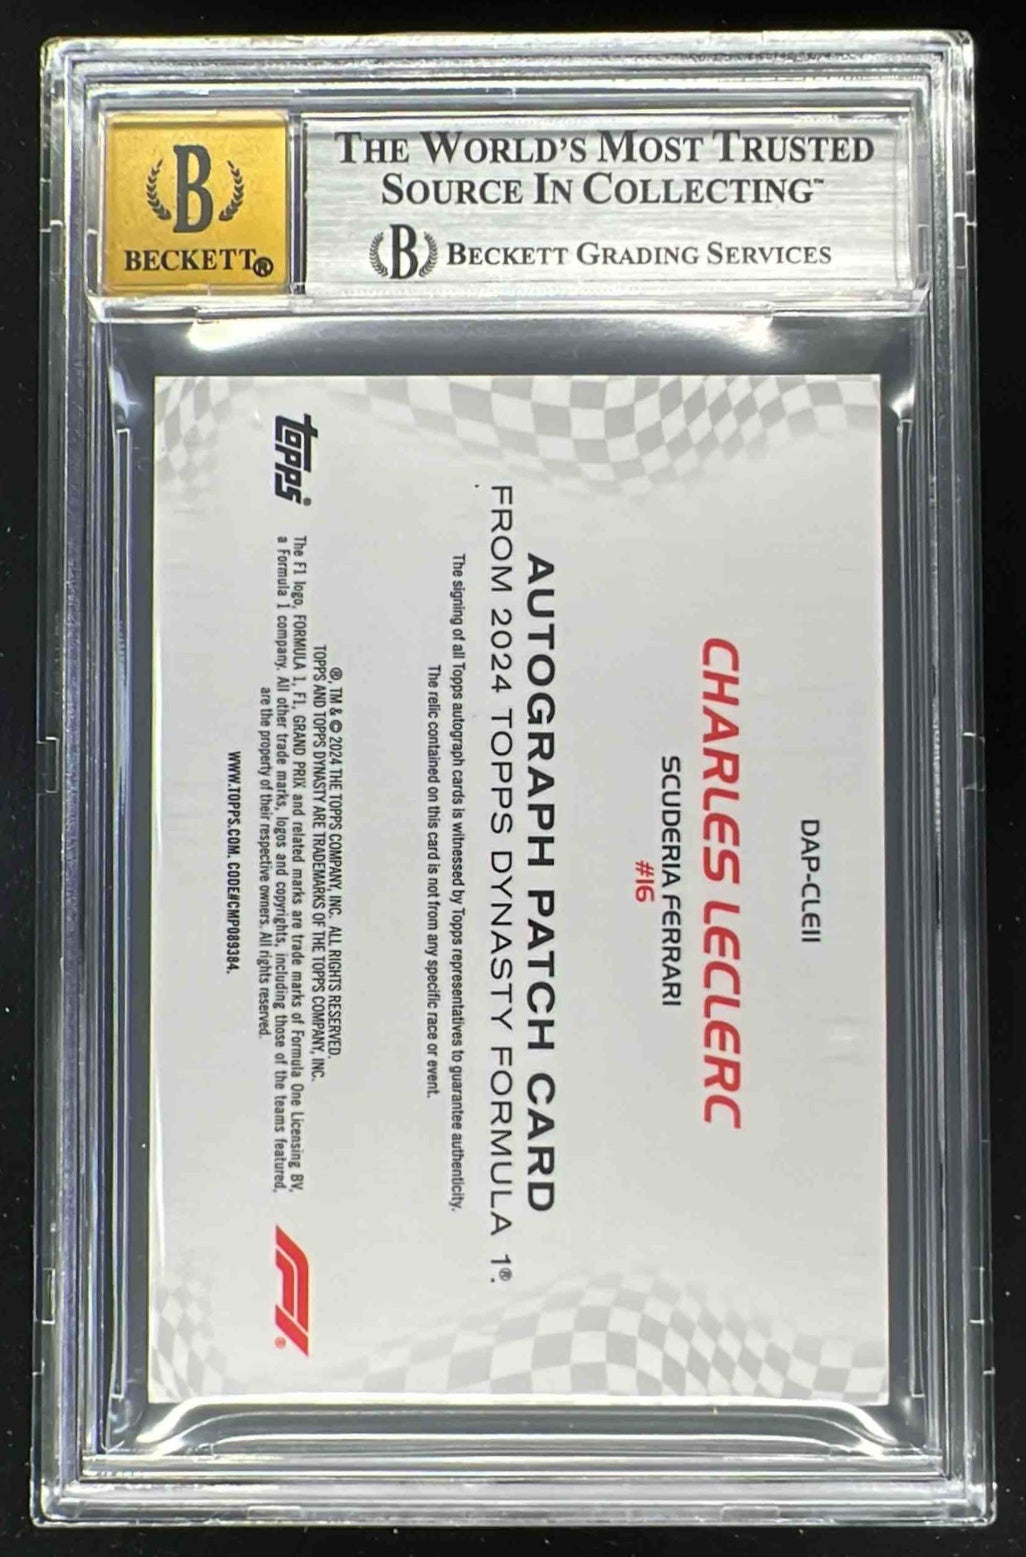 THE WORLD'S MOST TRUSTED
SOURCE IN COLLECTING™
B
BECKETT®
B BECKETT GRADING SERVICES
DAP-CLEII
CHARLES LECLERC
SCUDERIA FERRARI
#16
AUTOGRAPH PATCH CARD
FROM 2024 TOPPS DYNASTY FORMULA 1®.
The signing of all Topps autograph cards is witnessed by Topps representatives to guarantee authenticity.
The relic contained on this card is not from any specific race or event.
®, TM & © 2024 THE TOPPS COMPANY, INC. ALL RIGHTS RESERVED.
TOPPS AND TOPPS DYNASTY ARE TRADEMARKS OF THE TOPPS COMPANY, INC.
topps®
The F1 logo, FORMULA 1, F1, GRAND PRIX and related marks are trade marks of Formula One Licensing BV,
a Formula 1 company. All other trade marks, logos and copyrights, including those of the teams featured,
are the property of their respective owners. All rights reserved.
WWW.TOPPS.COM. CODE#CMP089384.
F1®